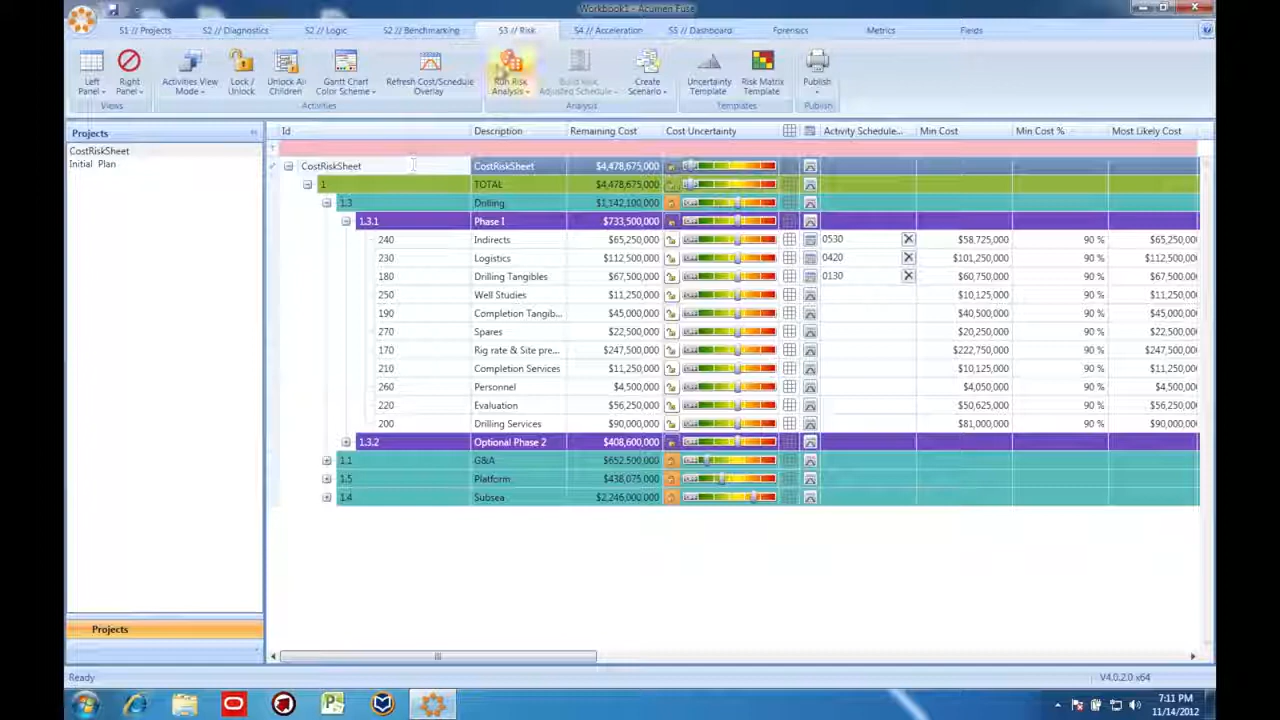 Workbook1 - Acumen Fuse
S1 // Projects S2 // Diagnostics S2 // Logic S2 // Benchmarking S3 // Risk S4 // Acceleration S5 // Dashboard Forensics Metrics Fields
Left Panel Right Panel Activities View Mode Lock / Unlock Unlock All Children Gantt Chart Color Scheme Refresh Cost/Schedule Overlay Run Risk Analysis Build Risk Adjusted Schedule Create Scenario Uncertainty Template Risk Matrix Template Publish
Views Activities Analysis Templates Publish
Projects
CostRiskSheet
Initial Plan
Id Description Remaining Cost Cost Uncertainty Activity Schedule... Min Cost Min Cost % Most Likely Cost
CostRiskSheet CostRiskSheet $4,478,675,000
1 TOTAL $4,478,675,000
1.3 Drilling $1,142,100,000
1.3.1 Phase I $733,500,000
240 Indirects $65,250,000 0530 $58,725,000 90 % $65,250,000
230 Logistics $112,500,000 0420 $101,250,000 90 % $112,500,000
180 Drilling Tangibles $67,500,000 0130 $60,750,000 90 % $67,500,000
250 Well Studies $11,250,000 $10,125,000 90 % $11,250,000
190 Completion Tangib... $45,000,000 $40,500,000 90 % $45,000,000
270 Spares $22,500,000 $20,250,000 90 % $22,500,000
170 Rig rate & Site pre... $247,500,000 $222,750,000 90 % $247,500,000
210 Completion Services $11,250,000 $10,125,000 90 % $11,250,000
260 Personnel $4,500,000 $4,050,000 90 % $4,500,000
220 Evaluation $56,250,000 $50,625,000 90 % $56,250,000
200 Drilling Services $90,000,000 $81,000,000 90 % $90,000,000
1.3.2 Optional Phase 2 $408,600,000
1.1 G&A $652,500,000
1.5 Platform $438,075,000
1.4 Subsea $2,246,000,000
Projects
Ready V4.0.2.0 x64
7:11 PM
11/14/2012